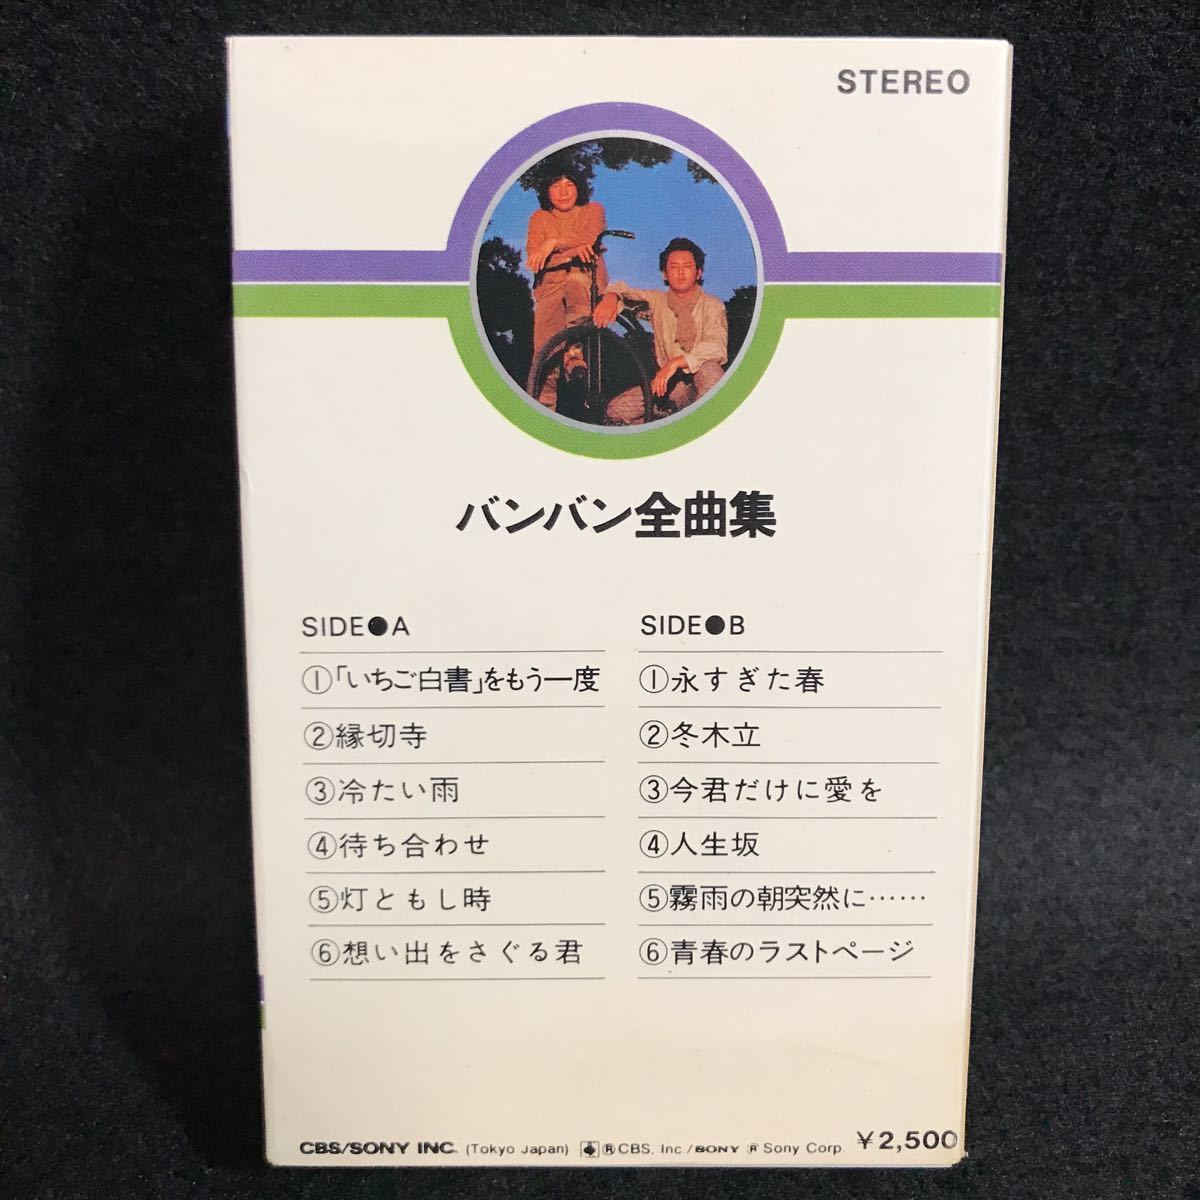 STEREO
バンバン全曲集
SIDE●A
①「いちご白書」をもう一度
②縁切寺
③冷たい雨
④待ち合わせ
⑤灯ともし時
⑥想い出をさぐる君
SIDE●B
①永すぎた春
②冬木立
③今君だけに愛を
④人生坂
⑤霧雨の朝突然に……
⑥青春のラストページ
CBS/SONY INC. (Tokyo Japan) ®CBS, Inc./SONY ® Sony Corp. ¥2,500